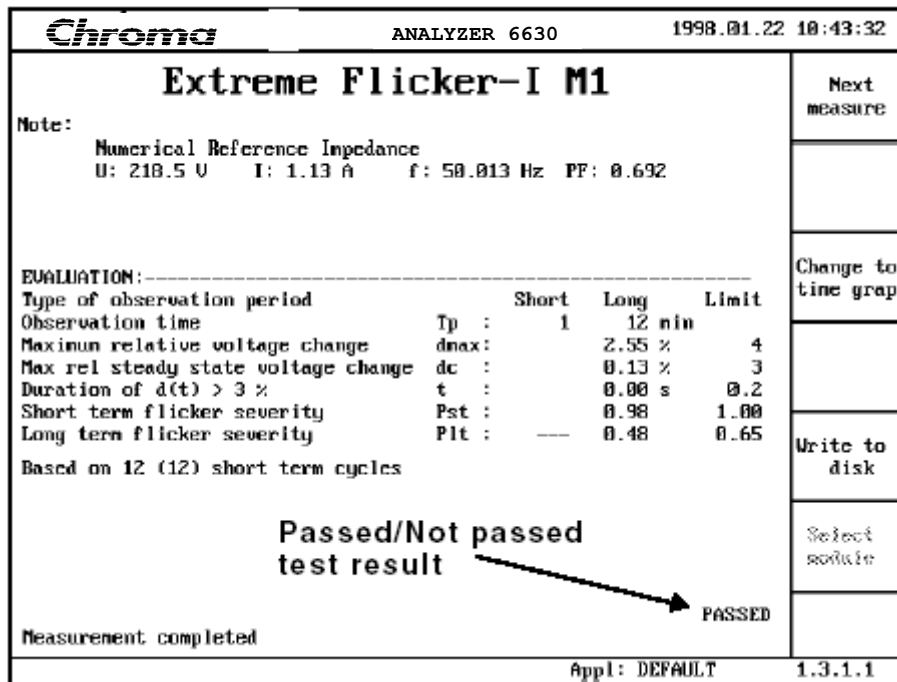 Chroma ANALYZER 6630 1998.01.22 10:43:32
Extreme Flicker-I M1
Next
measure
Note:
Numerical Reference Impedance
U: 218.5 V I: 1.13 A f: 50.013 Hz PF: 0.692
Change to
time grap
EVALUATION:------------------------------------------------
Type of observation period Short Long Limit
Observation time Tp : 1 12 min
Maximum relative voltage change dmax: 2.55 % 4
Max rel steady state voltage change dc : 0.13 % 3
Duration of d(t) > 3 % t : 0.00 s 0.2
Short term flicker severity Pst : 0.98 1.00
Long term flicker severity Plt : --- 0.48 0.65
Based on 12 (12) short term cycles
Write to
disk
Passed/Not passed
test result
Select
module
PASSED
Measurement completed
Appl: DEFAULT 1.3.1.1